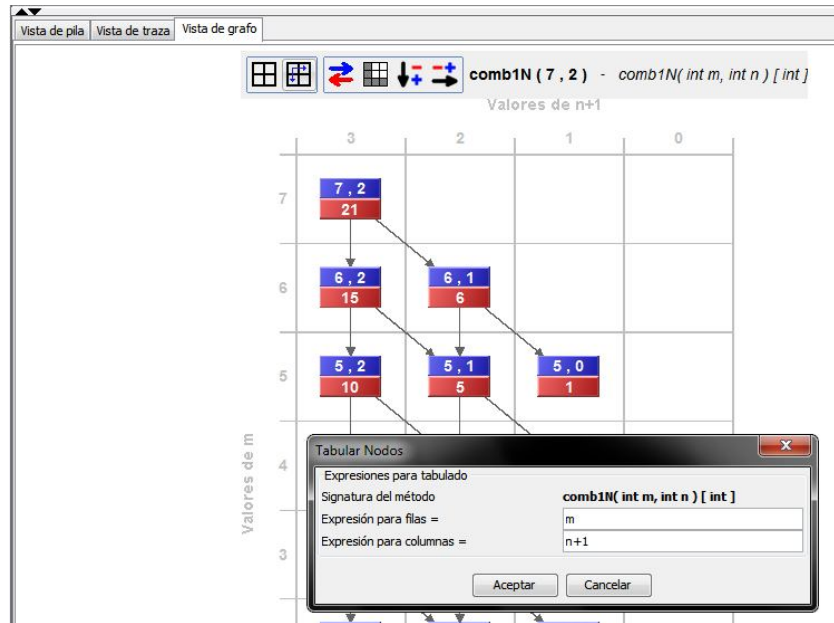 Vista de pila Vista de traza Vista de grafo
comb1N ( 7 , 2 ) - comb1N( int m, int n ) [ int ]
Valores de n+1
3 2 1 0
7
7 , 2
21
6
6 , 2 6 , 1
15 6
5
5 , 2 5 , 1 5 , 0
10 5 1
Valores de m
4
3
Tabular Nodos
Expresiones para tabulado
Signatura del método comb1N( int m, int n ) [ int ]
Expresión para filas = m
Expresión para columnas = n+1
Aceptar Cancelar